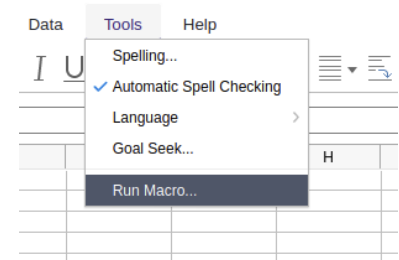 Data Tools Help
I U
Spelling...
Automatic Spell Checking
Language
Goal Seek...
H
Run Macro...